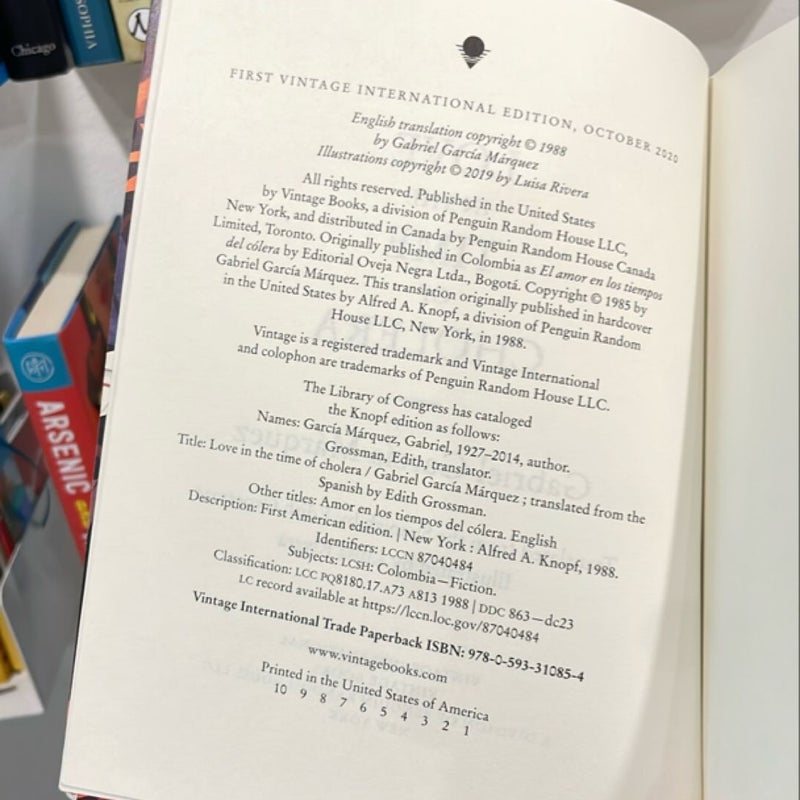 Chicago
SOPHIA
ARSENIC
FIRST VINTAGE INTERNATIONAL EDITION, OCTOBER 2020
English translation copyright © 1988
by Gabriel García Márquez
Illustrations copyright © 2019 by Luisa Rivera
All rights reserved. Published in the United States
by Vintage Books, a division of Penguin Random House LLC,
New York, and distributed in Canada by Penguin Random House Canada
Limited, Toronto. Originally published in Colombia as El amor en los tiempos
del cólera by Editorial Oveja Negra Ltda., Bogotá. Copyright © 1985 by
Gabriel García Márquez. This translation originally published in hardcover
in the United States by Alfred A. Knopf, a division of Penguin Random
House LLC, New York, in 1988.
Vintage is a registered trademark and Vintage International
and colophon are trademarks of Penguin Random House LLC.
The Library of Congress has cataloged
the Knopf edition as follows:
Names: García Márquez, Gabriel, 1927–2014, author.
Grossman, Edith, translator.
Title: Love in the time of cholera / Gabriel García Márquez ; translated from the
Spanish by Edith Grossman.
Other titles: Amor en los tiempos del cólera. English
Description: First American edition. | New York : Alfred A. Knopf, 1988.
Identifiers: LCCN 87040484
Subjects: LCSH: Colombia—Fiction.
Classification: LCC PQ8180.17.A73 A813 1988 | DDC 863—dc23
LC record available at https://lccn.loc.gov/87040484
Vintage International Trade Paperback ISBN: 978-0-593-31085-4
www.vintagebooks.com
Printed in the United States of America
10 9 8 7 6 5 4 3 2 1